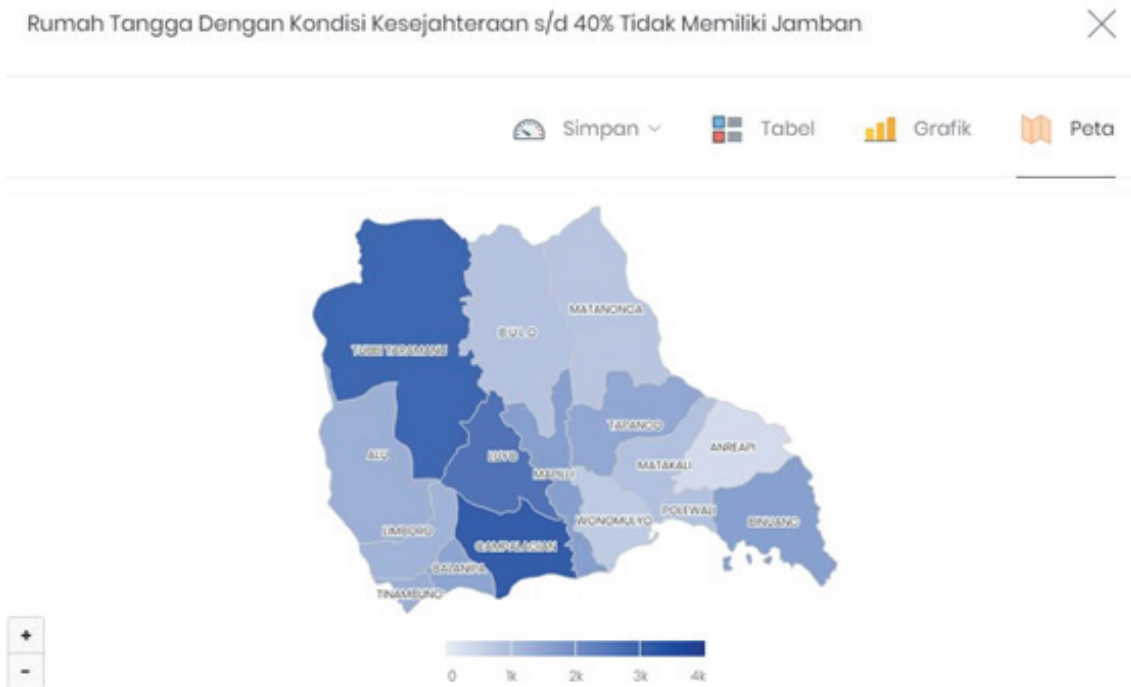 Rumah Tangga Dengan Kondisi Kesejahteraan s/d 40% Tidak Memiliki Jamban
Simpan Tabel Grafik Peta
MATANONGA
BULO
TUBBI TARAMANU
TAPANGO
ANREAPI
ALU
LUYO
MATAKALI
MAPILLI
POLEWALI
WONOMULYO
BINUANG
LIMBORO
CAMPALAGIAN
BALANIPA
TINAMBUNG
+
-
0 1k 2k 3k 4k